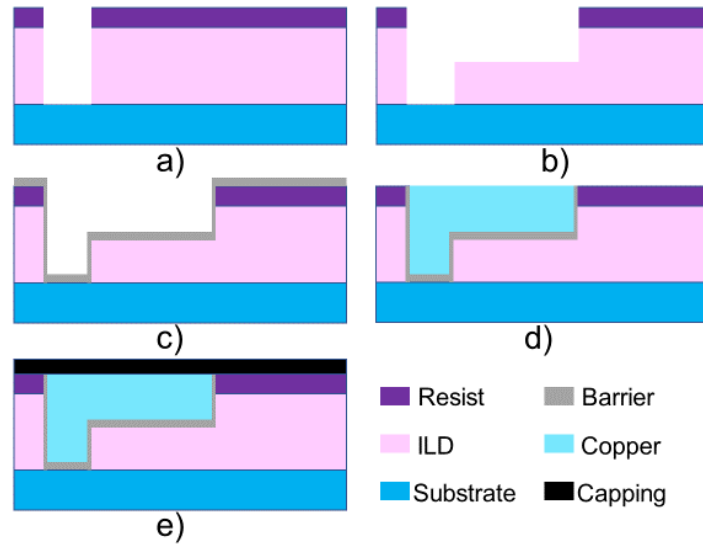 a)
b)
c)
d)
e)
Resist
Barrier
ILD
Copper
Substrate
Capping